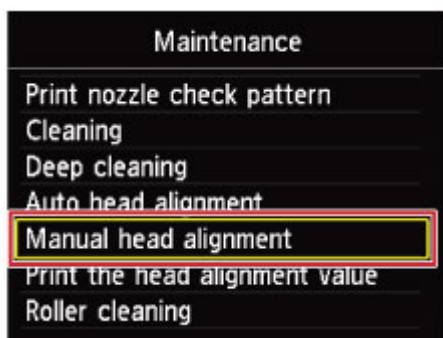 Maintenance
Print nozzle check pattern
Cleaning
Deep cleaning
Auto head alignment
Manual head alignment
Print the head alignment value
Roller cleaning